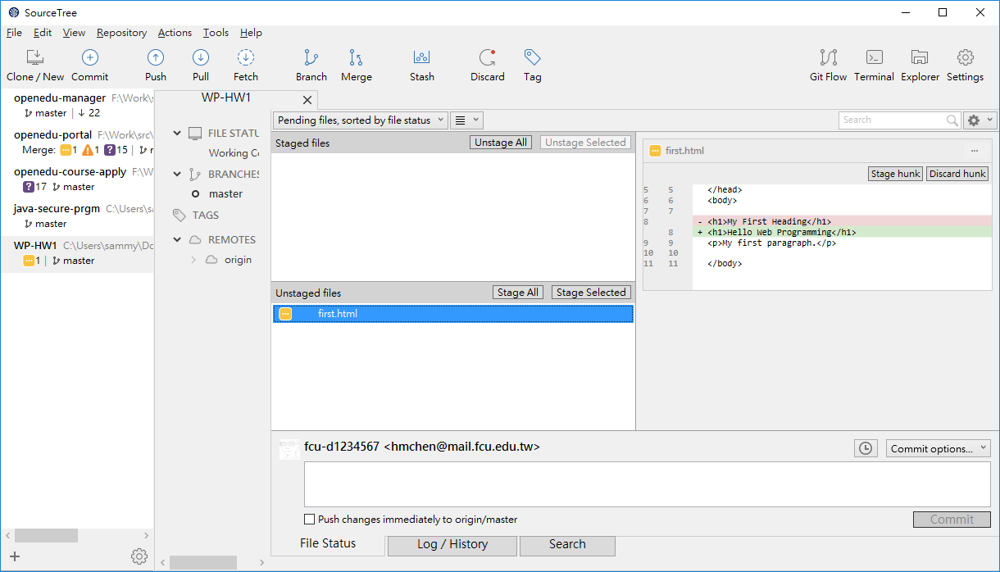 SourceTree
File Edit View Repository Actions Tools Help
Clone / New Commit Push Pull Fetch Branch Merge Stash Discard Tag Git Flow Terminal Explorer Settings
openedu-manager F:\Work\
master | 22
openedu-portal F:\Work\src\
Merge: 1 1 ? 15 |
openedu-course-apply F:\W
? 17 master
java-secure-prgm C:\Users\sa
master
WP-HW1 C:\Users\sammy\Do
1 | master
WP-HW1
FILE STATU
Working Co
BRANCHES
master
TAGS
REMOTES
origin
Pending files, sorted by file status
Search
Staged files Unstage All Unstage Selected
Unstaged files Stage All Stage Selected
first.html
first.html ...
Stage hunk Discard hunk
5 5 </head>
6 6 <body>
7 7
8 - <h1>My First Heading</h1>
8 + <h1>Hello Web Programming</h1>
9 9 <p>My first paragraph.</p>
10 10
11 11 </body>
fcu-d1234567 <hmchen@mail.fcu.edu.tw>
Commit options...
Push changes immediately to origin/master
Commit
File Status Log / History Search